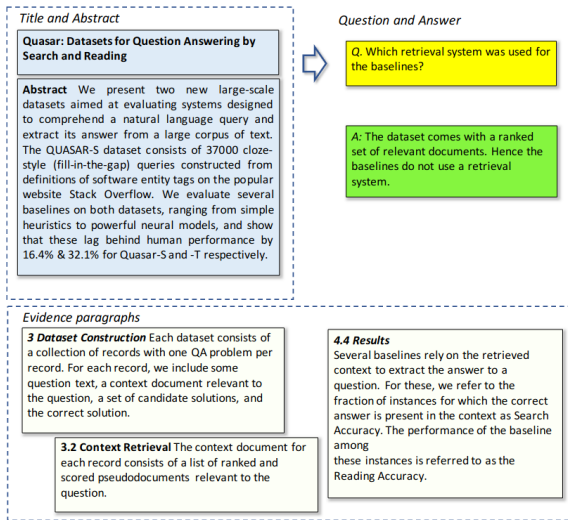 Title and Abstract
Quasar: Datasets for Question Answering by
Search and Reading
Abstract We present two new large-scale
datasets aimed at evaluating systems designed
to comprehend a natural language query and
extract its answer from a large corpus of text.
The QUASAR-S dataset consists of 37000 cloze-
style (fill-in-the-gap) queries constructed from
definitions of software entity tags on the popular
website Stack Overflow. We evaluate several
baselines on both datasets, ranging from simple
heuristics to powerful neural models, and show
that these lag behind human performance by
16.4% & 32.1% for Quasar-S and -T respectively.
Question and Answer
Q. Which retrieval system was used for
the baselines?
A: The dataset comes with a ranked
set of relevant documents. Hence the
baselines do not use a retrieval
system.
Evidence paragraphs
3 Dataset Construction Each dataset consists of
a collection of records with one QA problem per
record. For each record, we include some
question text, a context document relevant to
the question, a set of candidate solutions, and
the correct solution.
3.2 Context Retrieval The context document for
each record consists of a list of ranked and
scored pseudodocuments relevant to the
question.
4.4 Results
Several baselines rely on the retrieved
context to extract the answer to a
question. For these, we refer to the
fraction of instances for which the correct
answer is present in the context as Search
Accuracy. The performance of the baseline
among
these instances is referred to as the
Reading Accuracy.